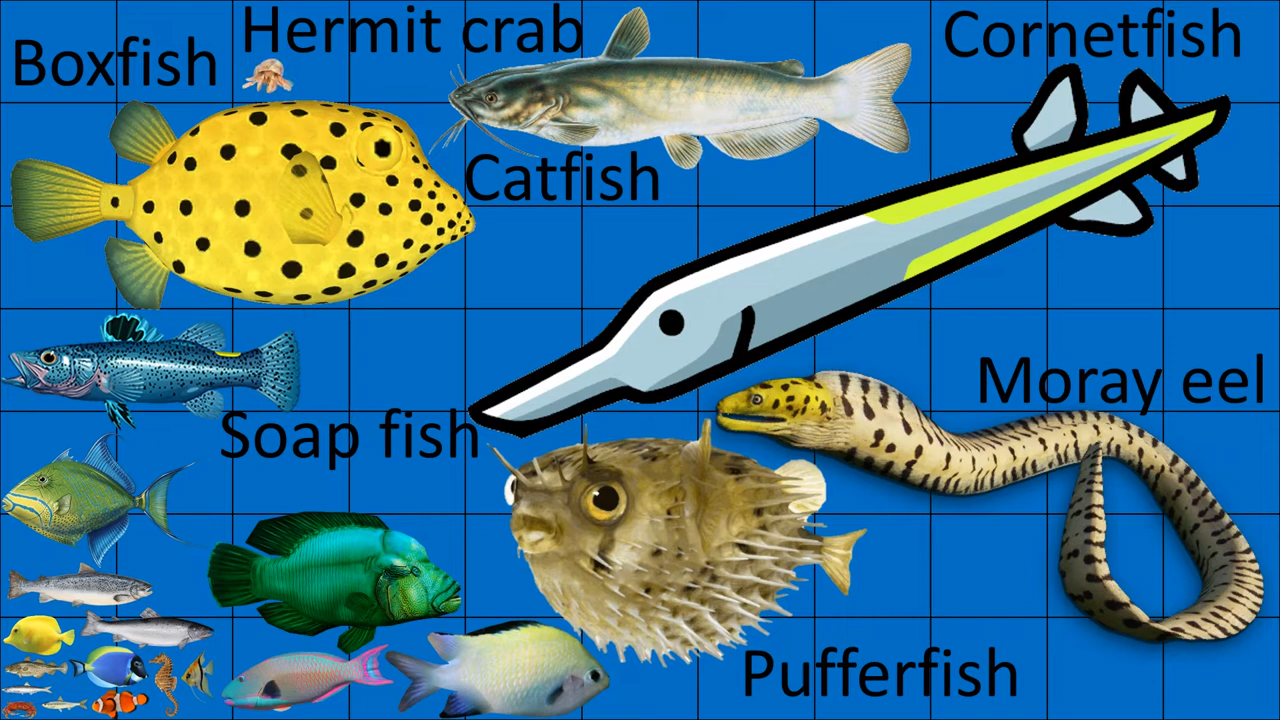 Hermit crab
Cornetfish
Boxfish
Catfish
Moray eel
Soap fish
Pufferfish